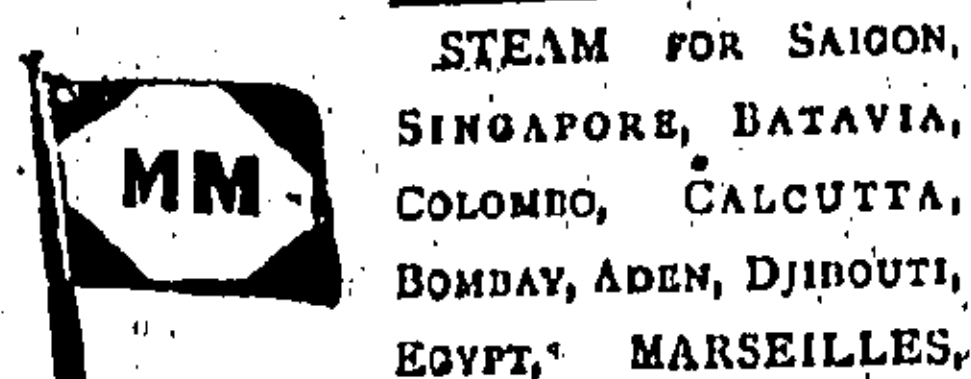 MM
STEAM FOR SAIGON,
SINGAPORE, BATAVIA,
COLOMBO, CALCUTTA,
BOMBAY, ADEN, DJIBOUTI,
EGYPT, MARSEILLES,